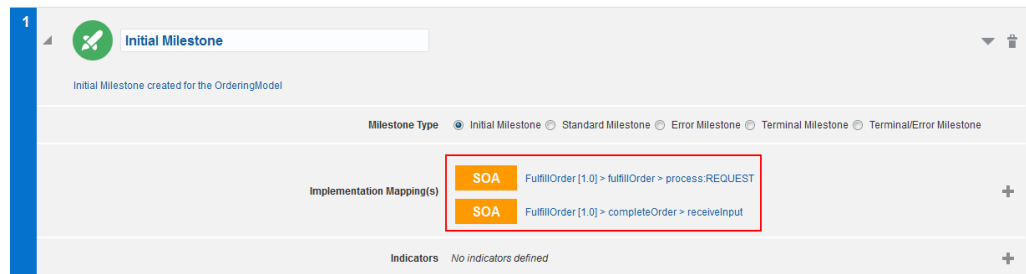 1
Initial Milestone
Initial Milestone created for the OrderingModel
Milestone Type Initial Milestone Standard Milestone Error Milestone Terminal Milestone Terminal/Error Milestone
Implementation Mapping(s)
SOA FulfillOrder [1.0] > fulfillOrder > process:REQUEST
SOA FulfillOrder [1.0] > completeOrder > receiveInput
Indicators No indicators defined